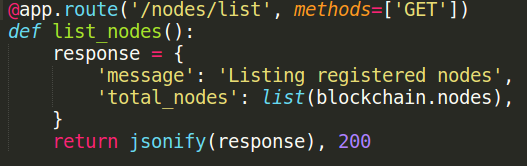 @app.route('/nodes/list', methods=['GET'])
def list_nodes():
    response = {
        'message': 'Listing registered nodes',
        'total_nodes': list(blockchain.nodes),
    }
    return jsonify(response), 200